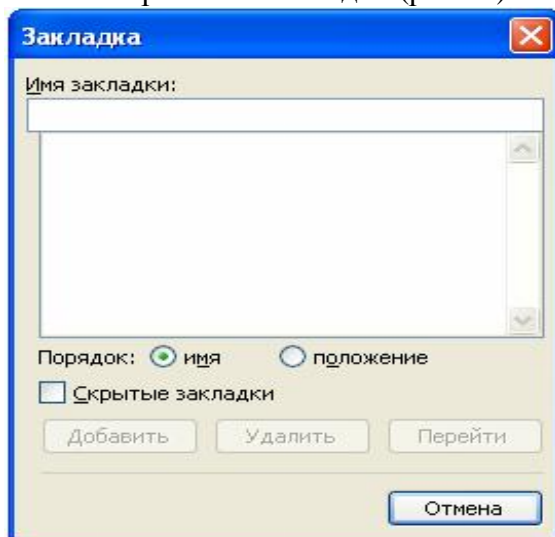 Закладка
Имя закладки:
Порядок: имя положение
Скрытые закладки
Добавить Удалить Перейти
Отмена